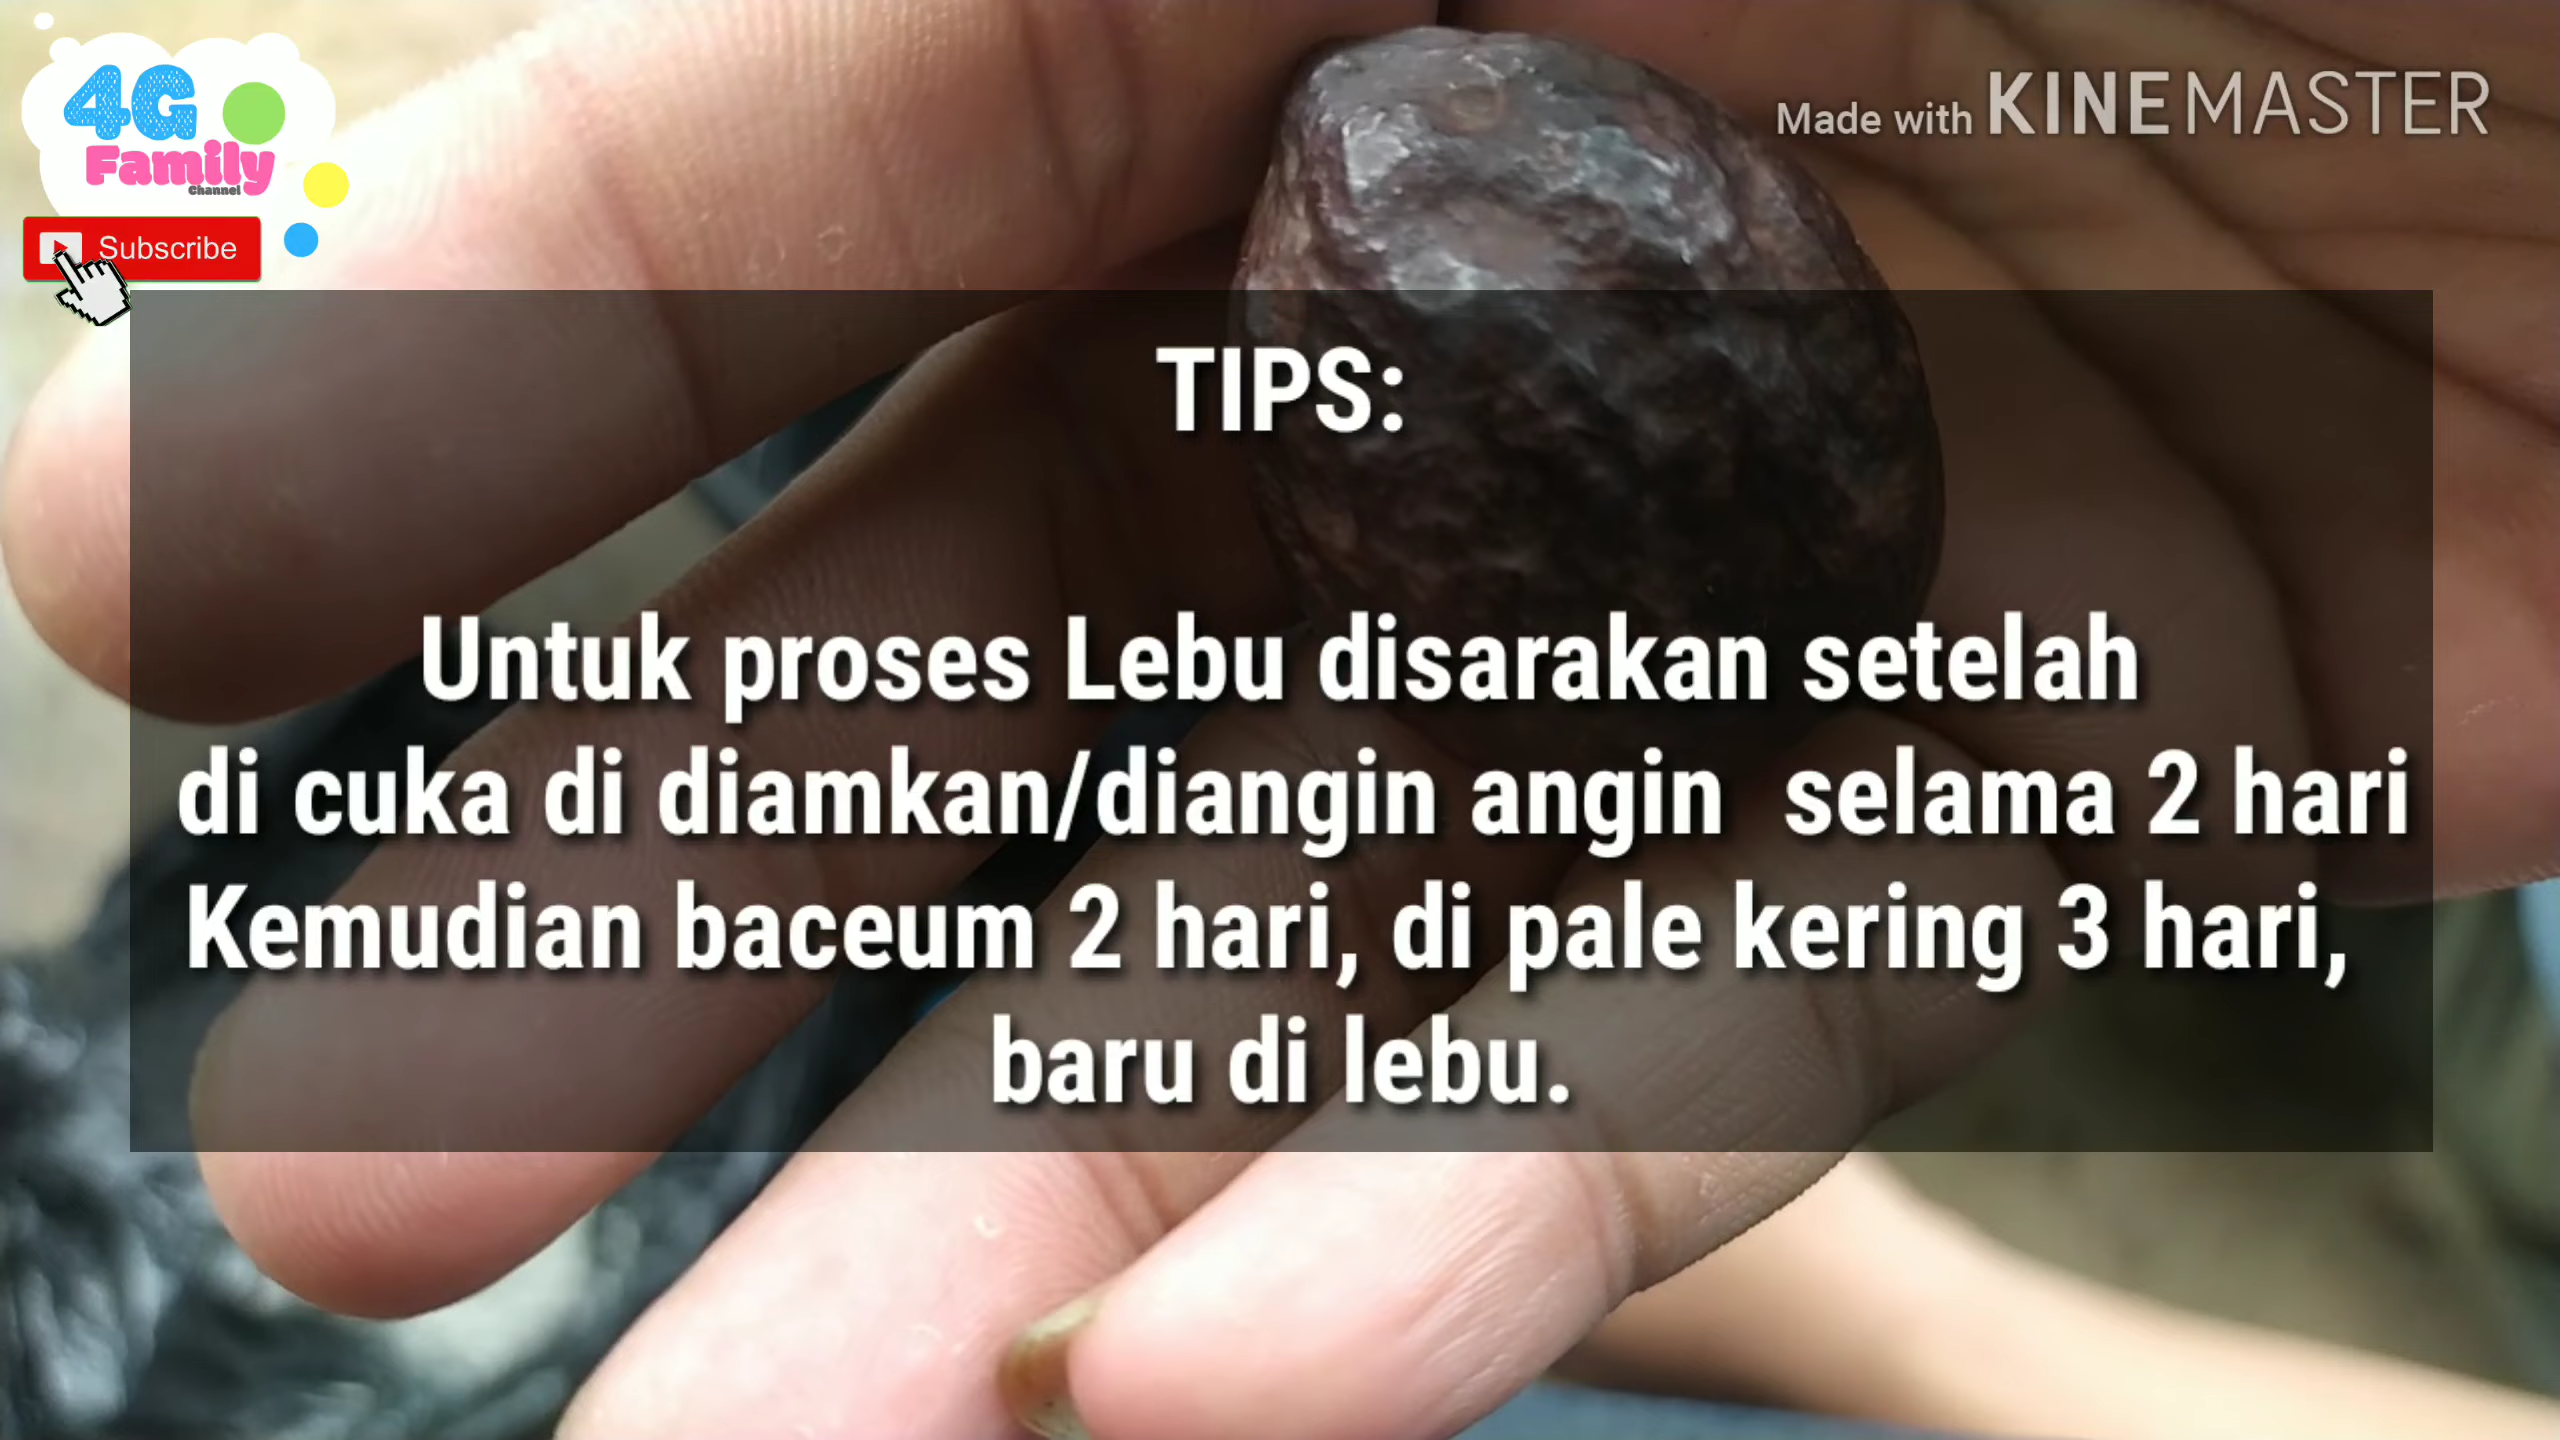 4G
Family
Channel
Subscribe
Made with KINEMASTER
TIPS:
Untuk proses Lebu disarakan setelah
di cuka di diamkan/diangin angin selama 2 hari
Kemudian baceum 2 hari, di pale kering 3 hari,
baru di lebu.